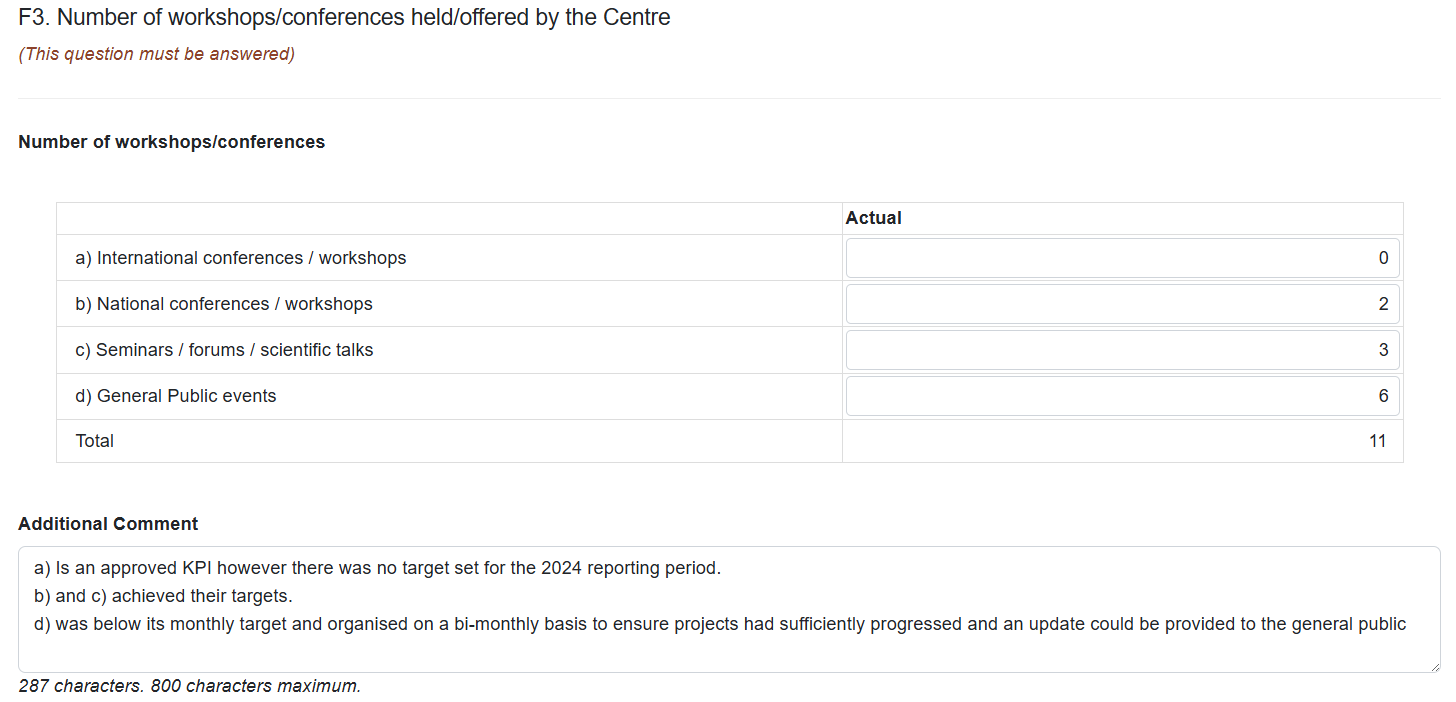 F3. Number of workshops/conferences held/offered by the Centre
(This question must be answered)
Number of workshops/conferences
Actual
a) International conferences / workshops 0
b) National conferences / workshops 2
c) Seminars / forums / scientific talks 3
d) General Public events 6
Total 11
Additional Comment
a) Is an approved KPI however there was no target set for the 2024 reporting period.
b) and c) achieved their targets.
d) was below its monthly target and organised on a bi-monthly basis to ensure projects had sufficiently progressed and an update could be provided to the general public
287 characters. 800 characters maximum.